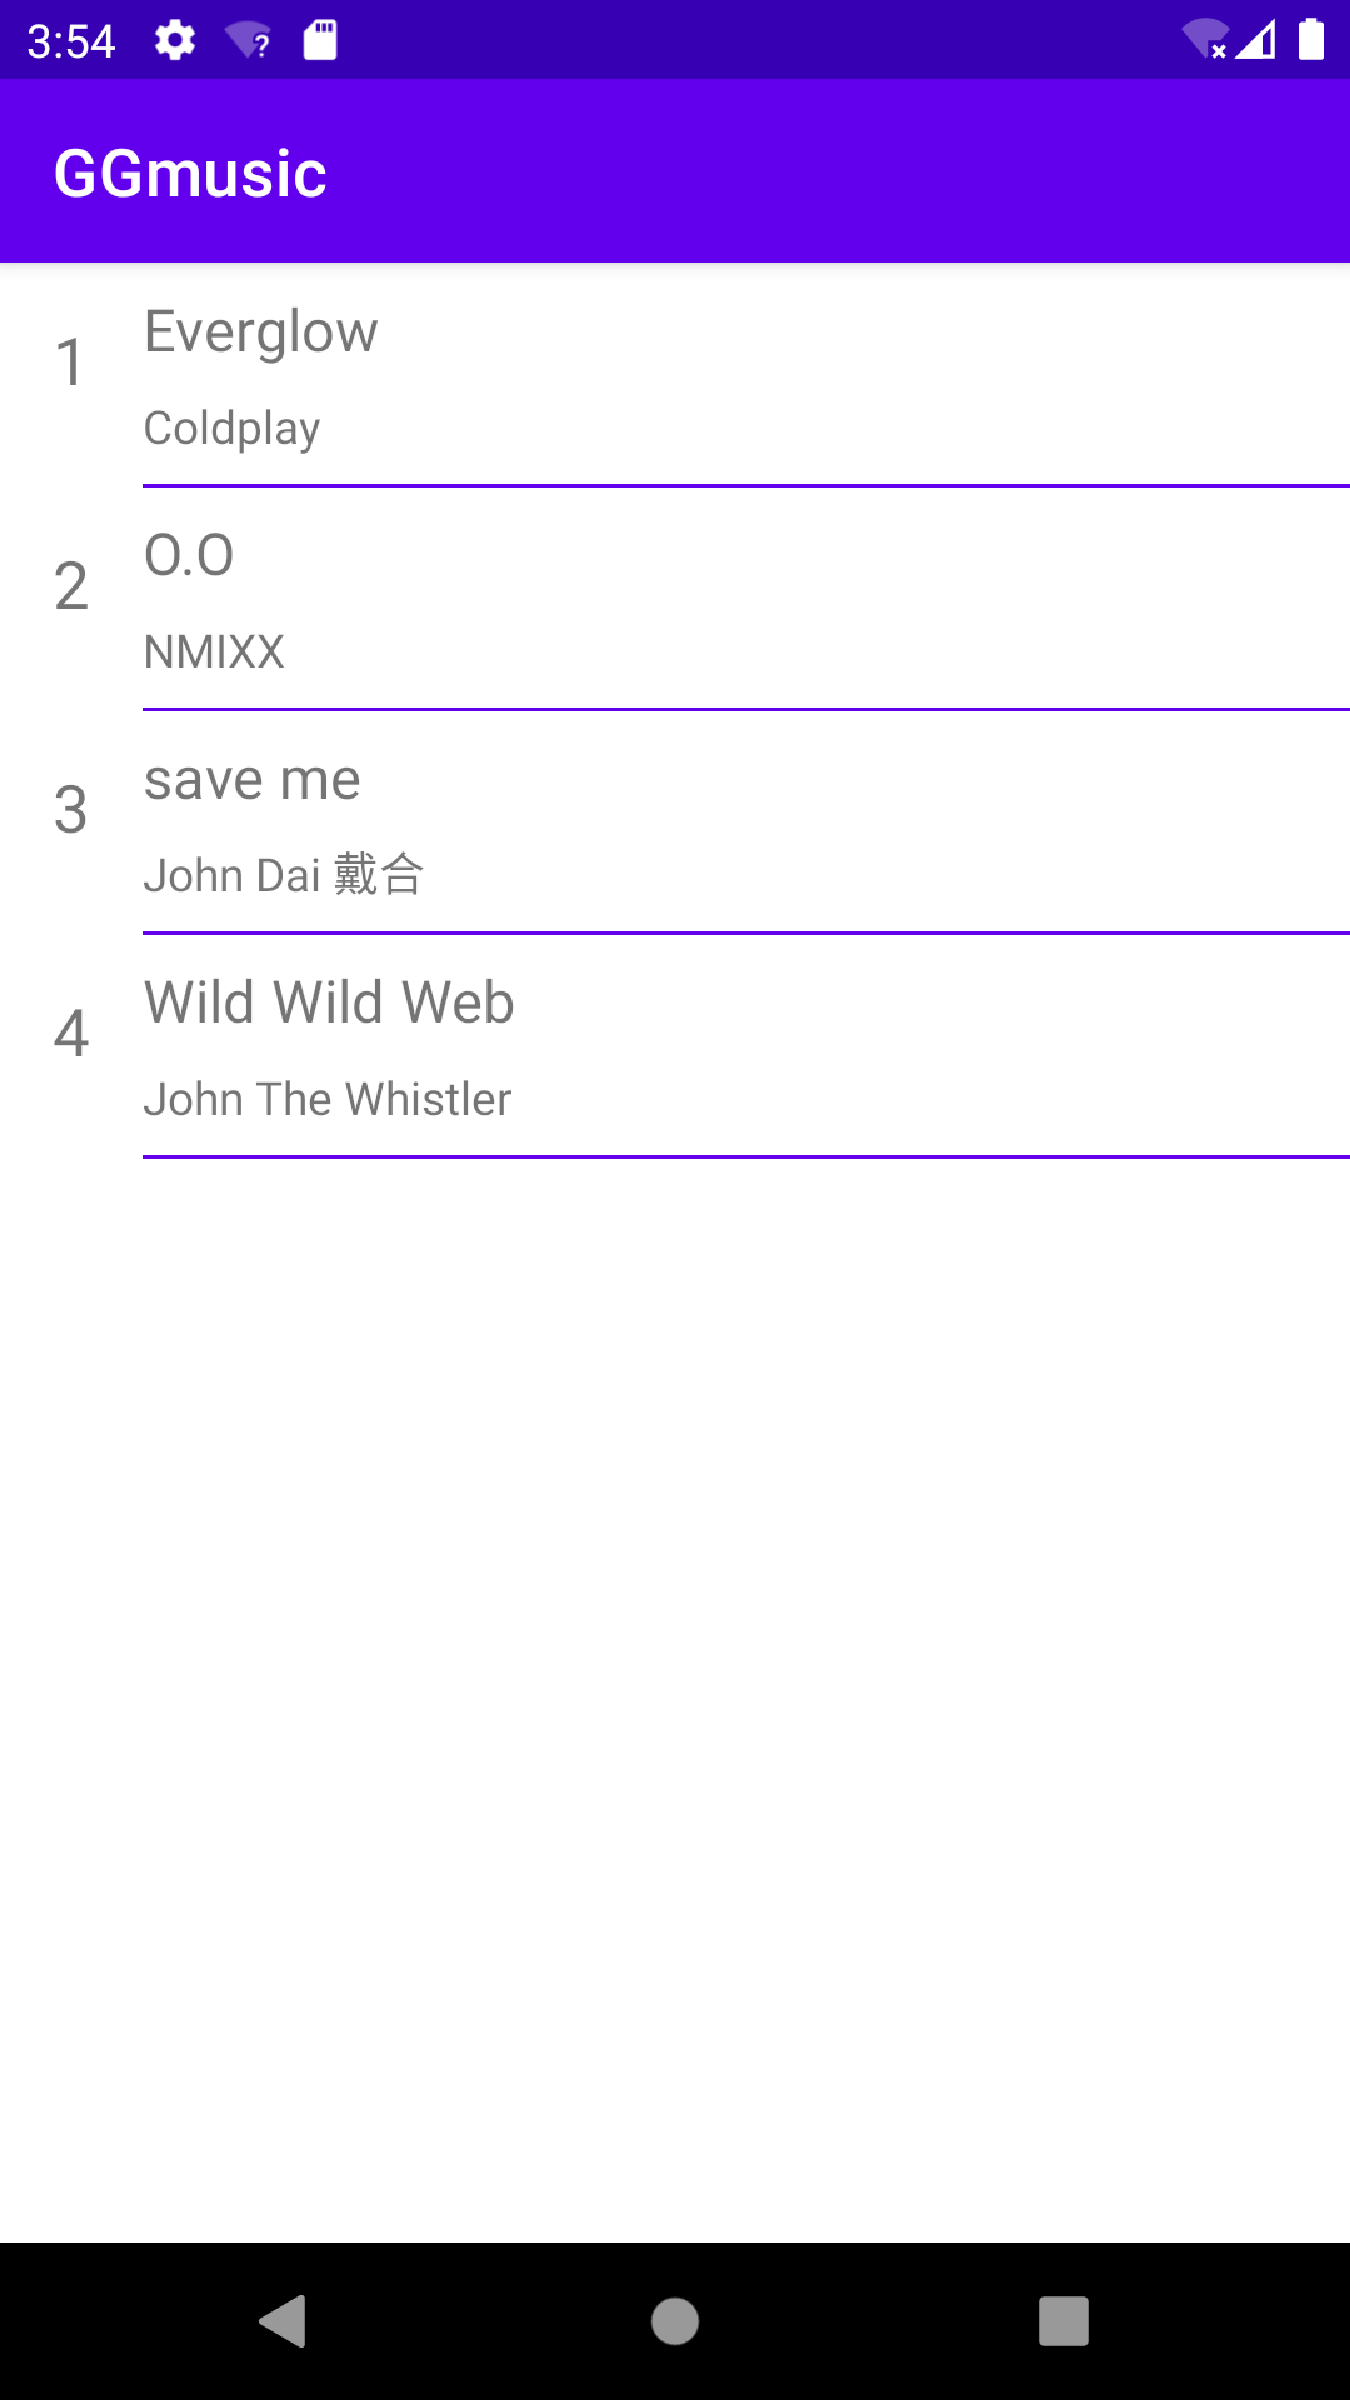 3:54
GGmusic
1
Everglow
Coldplay
2
O.O
NMIXX
3
save me
John Dai 戴合
4
Wild Wild Web
John The Whistler